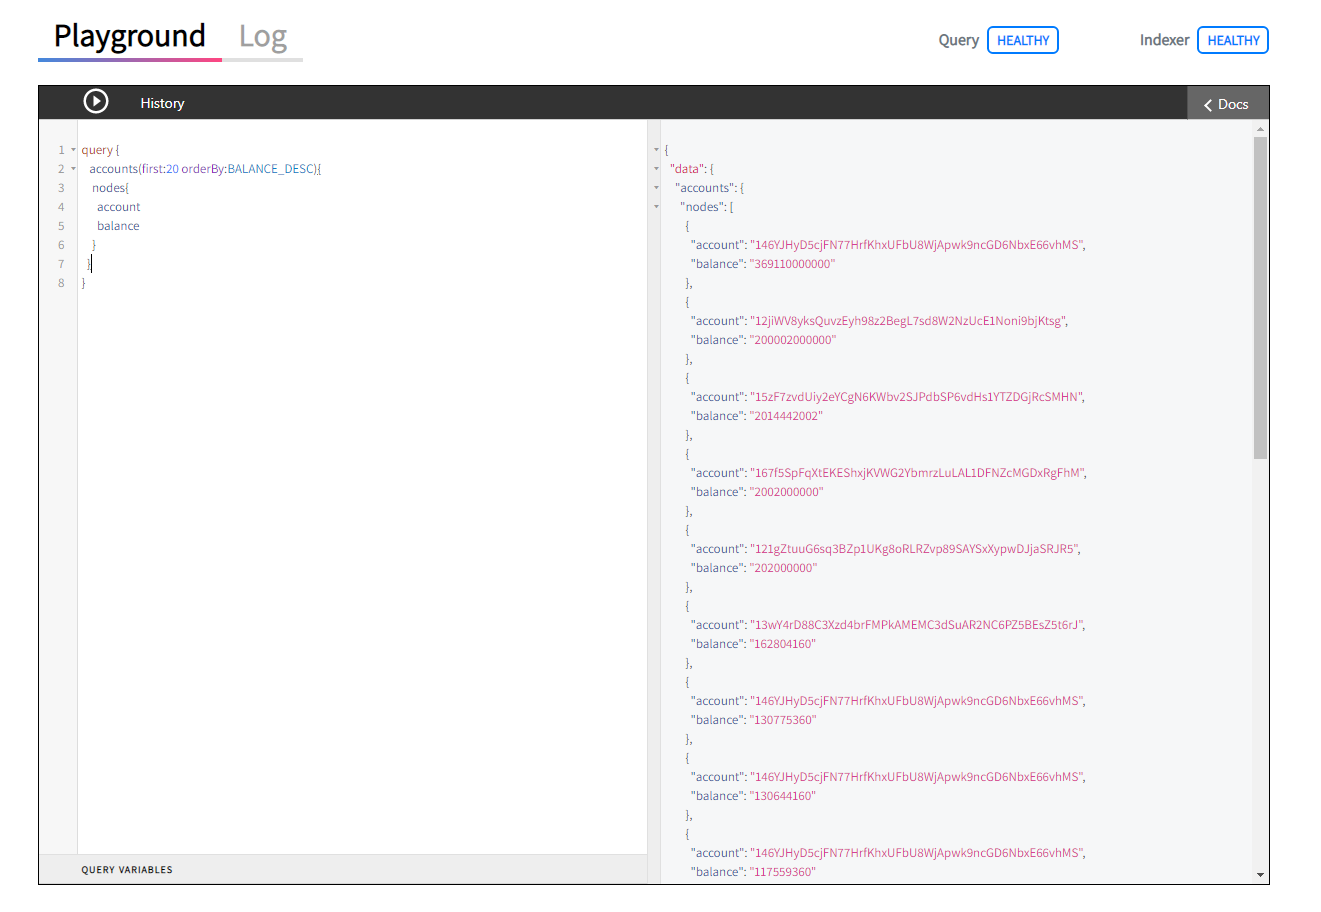 Playground Log Query HEALTHY Indexer HEALTHY
History Docs
1 query {
2 accounts(first:20 orderBy:BALANCE_DESC){
3 nodes{
4 account
5 balance
6 }
7 }
8 }
QUERY VARIABLES
{
"data": {
"accounts": {
"nodes": [
{
"account": "146YJHyD5cjFN77HrfKhxUFbU8WjApwk9ncGD6NbxE66vhMS",
"balance": "369110000000"
},
{
"account": "12jiWV8yksQuvzEyh98z2BegL7sd8W2NzUcE1Noni9bjKtsg",
"balance": "200002000000"
},
{
"account": "15zF7zvdUiy2eYCgN6KWbv2SJPdbSP6vdHs1YTZDGjRcSMHN",
"balance": "2014442002"
},
{
"account": "167f5SpFqXtEKEShxjKVWG2YbmrzLuLAL1DFNZcMGDxRgFhM",
"balance": "2002000000"
},
{
"account": "121gZtuuG6sq3BZp1UKg8oRLRZvp89SAYSxXypwDJjaSRJR5",
"balance": "202000000"
},
{
"account": "13wY4rD88C3Xzd4brFMPkAMEMC3dSuAR2NC6PZ5BEsZ5t6rJ",
"balance": "162804160"
},
{
"account": "146YJHyD5cjFN77HrfKhxUFbU8WjApwk9ncGD6NbxE66vhMS",
"balance": "130775360"
},
{
"account": "146YJHyD5cjFN77HrfKhxUFbU8WjApwk9ncGD6NbxE66vhMS",
"balance": "130644160"
},
{
"account": "146YJHyD5cjFN77HrfKhxUFbU8WjApwk9ncGD6NbxE66vhMS",
"balance": "117559360"